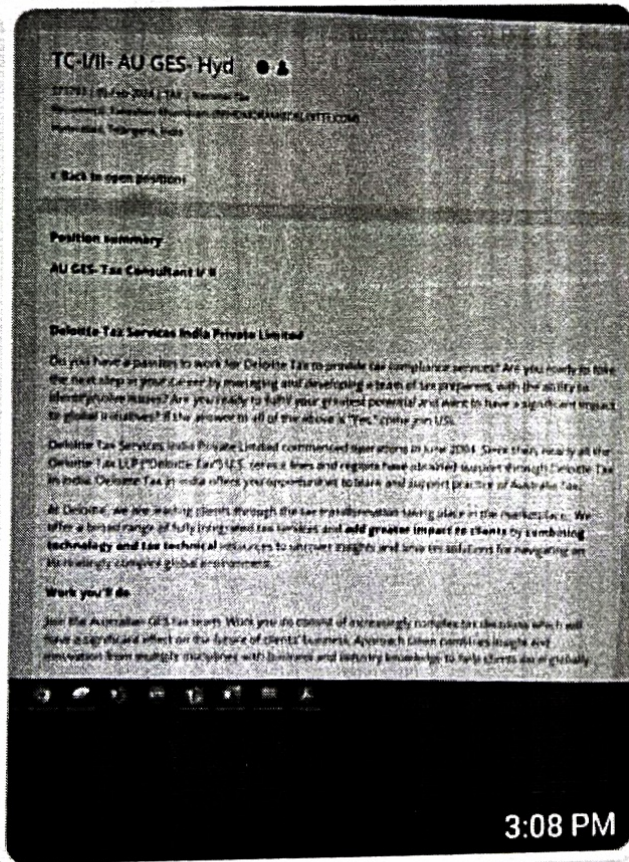 TC-I/II- AU GES- Hyd
Feb-2024 | TAX | National Tax
Hyderabad, Telangana, India
< Back to open positions
Position summary
AU GES- Tax Consultant I/ II
Deloitte Tax Services India Private Limited
Do you have a passion to work for Deloitte Tax to provide tax compliance services? Are you ready to take
the next step in your career by managing and developing a team of tax preparers, with the ability to
identify/solve issues? Are you ready to fulfil your greatest potential and want to have a significant impact
to global initiatives? If the answer to all of the above is "Yes," come join US!.
Deloitte Tax Services India Private Limited commenced operations in June 2004. Since then, nearly all the
Deloitte Tax LLP ("Deloitte Tax") U.S. service lines and regions have obtained support through Deloitte Tax
in India. Deloitte Tax in India offers you opportunities to learn and support practice of Australia Tax.
At Deloitte, we are leading clients through the tax transformation taking place in the marketplace. We
offer a broad range of fully integrated tax services and add greater impact to clients by combining
technology and tax technical resources to uncover insights and smarter solutions for navigating an
increasingly complex global environment.
Work you'll do
Join the Australian GES tax team. Work you do consist of increasingly complex tax decisions which will
have a significant effect on the future of clients' business. Approach taken combines insight and
innovation from multiple disciplines with business and industry knowledge to help clients globally
3:08 PM